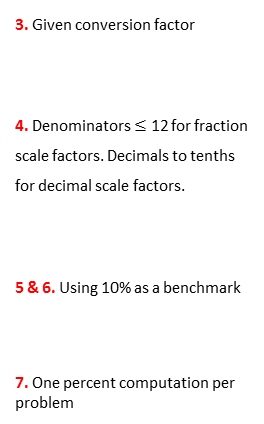 3. Given conversion factor
4. Denominators ≤ 12 for fraction
scale factors. Decimals to tenths
for decimal scale factors.
5 & 6. Using 10% as a benchmark
7. One percent computation per
problem